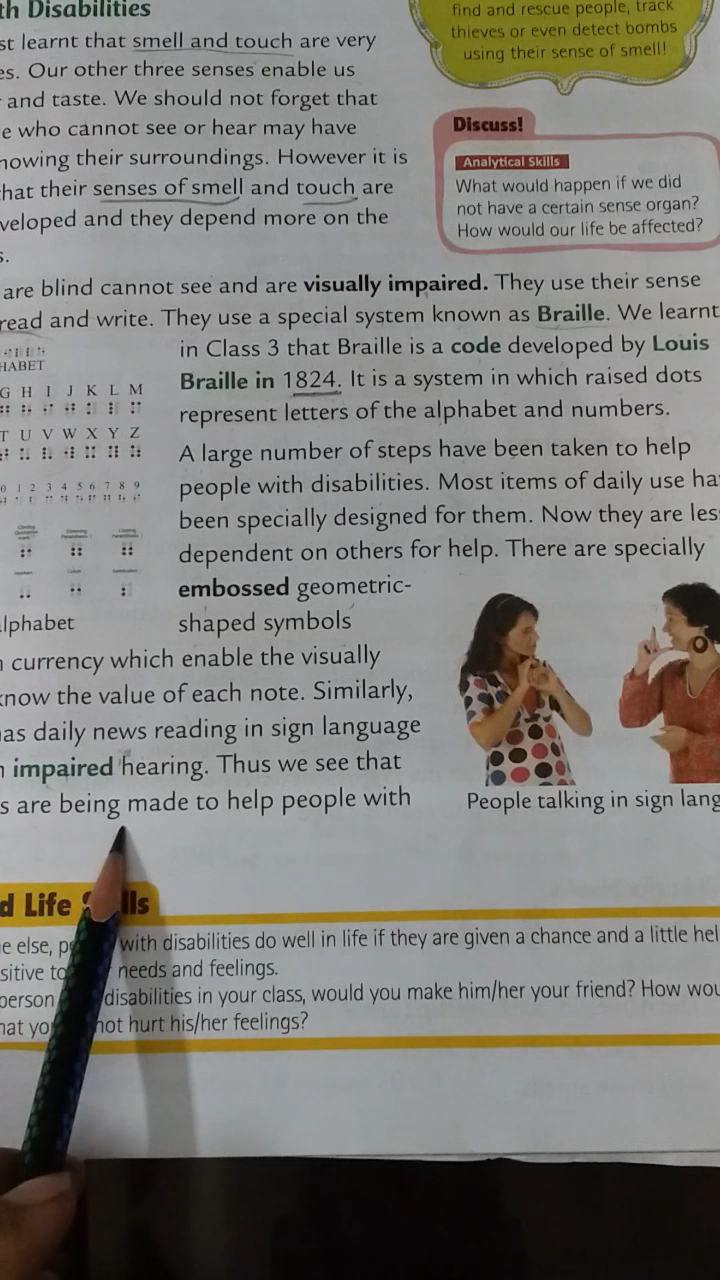 th Disabilities
st learnt that smell and touch are very
es. Our other three senses enable us
and taste. We should not forget that
e who cannot see or hear may have
nowing their surroundings. However it is
hat their senses of smell and touch are
veloped and they depend more on the
s.
find and rescue people, track
thieves or even detect bombs
using their sense of smell!
Discuss!
Analytical Skills
What would happen if we did
not have a certain sense organ?
How would our life be affected?
are blind cannot see and are visually impaired. They use their sense
read and write. They use a special system known as Braille. We learnt
in Class 3 that Braille is a code developed by Louis
Braille in 1824. It is a system in which raised dots
represent letters of the alphabet and numbers.
HABET
G H I J K L M
T U V W X Y Z
0 1 2 3 4 5 6 7 8 9
lphabet
A large number of steps have been taken to help
people with disabilities. Most items of daily use ha
been specially designed for them. Now they are les
dependent on others for help. There are specially
embossed geometric-
shaped symbols
n currency which enable the visually
know the value of each note. Similarly,
as daily news reading in sign language
n impaired hearing. Thus we see that
s are being made to help people with
People talking in sign lang
d Life lls
e else, p with disabilities do well in life if they are given a chance and a little hel
sitive to needs and feelings.
person disabilities in your class, would you make him/her your friend? How wou
hat yo not hurt his/her feelings?